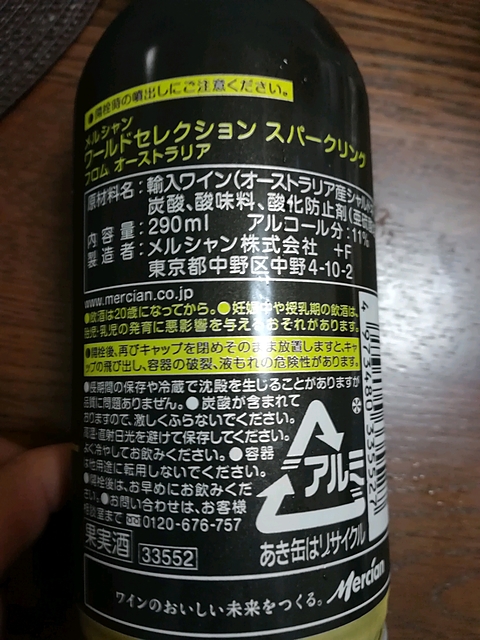 ●開栓時の噴出しにご注意ください。
メルシャン
ワールドセレクション スパークリング
フロム オーストラリア
原材料名：輸入ワイン(オーストラリア産シャルド
炭酸、酸味料、酸化防止剤(亜硫
内容量：290ml アルコール分：11%
製造者：メルシャン株式会社 +F
東京都中野区中野4-10-2
www.mercian.co.jp
●飲酒は20歳になってから。●妊娠中や授乳期の飲酒は、
胎児・乳児の発育に悪影響を与えるおそれがあります。
●開栓後、再びキャップを閉めそのまま放置しますと、キャ
ップの飛び出し、容器の破裂、液もれの危険性があります。
●長期間の保存や冷蔵で沈殿を生じることがありますが
品質に問題ありません。●炭酸が含まれて
おりますので、激しくふらないでください。
高温・直射日光を避けて保存してください。
よく冷やしてお飲みください。●容器
は他用途に転用しないでください。
●開栓後は、お早めにお飲みくだ
さい。●お問い合わせは、お客様
相談室まで 0120-676-757
アルミ
あき缶はリサイクル
果実酒 33552
ワインのおいしい未来をつくる。 Mercian
4 973480 335527